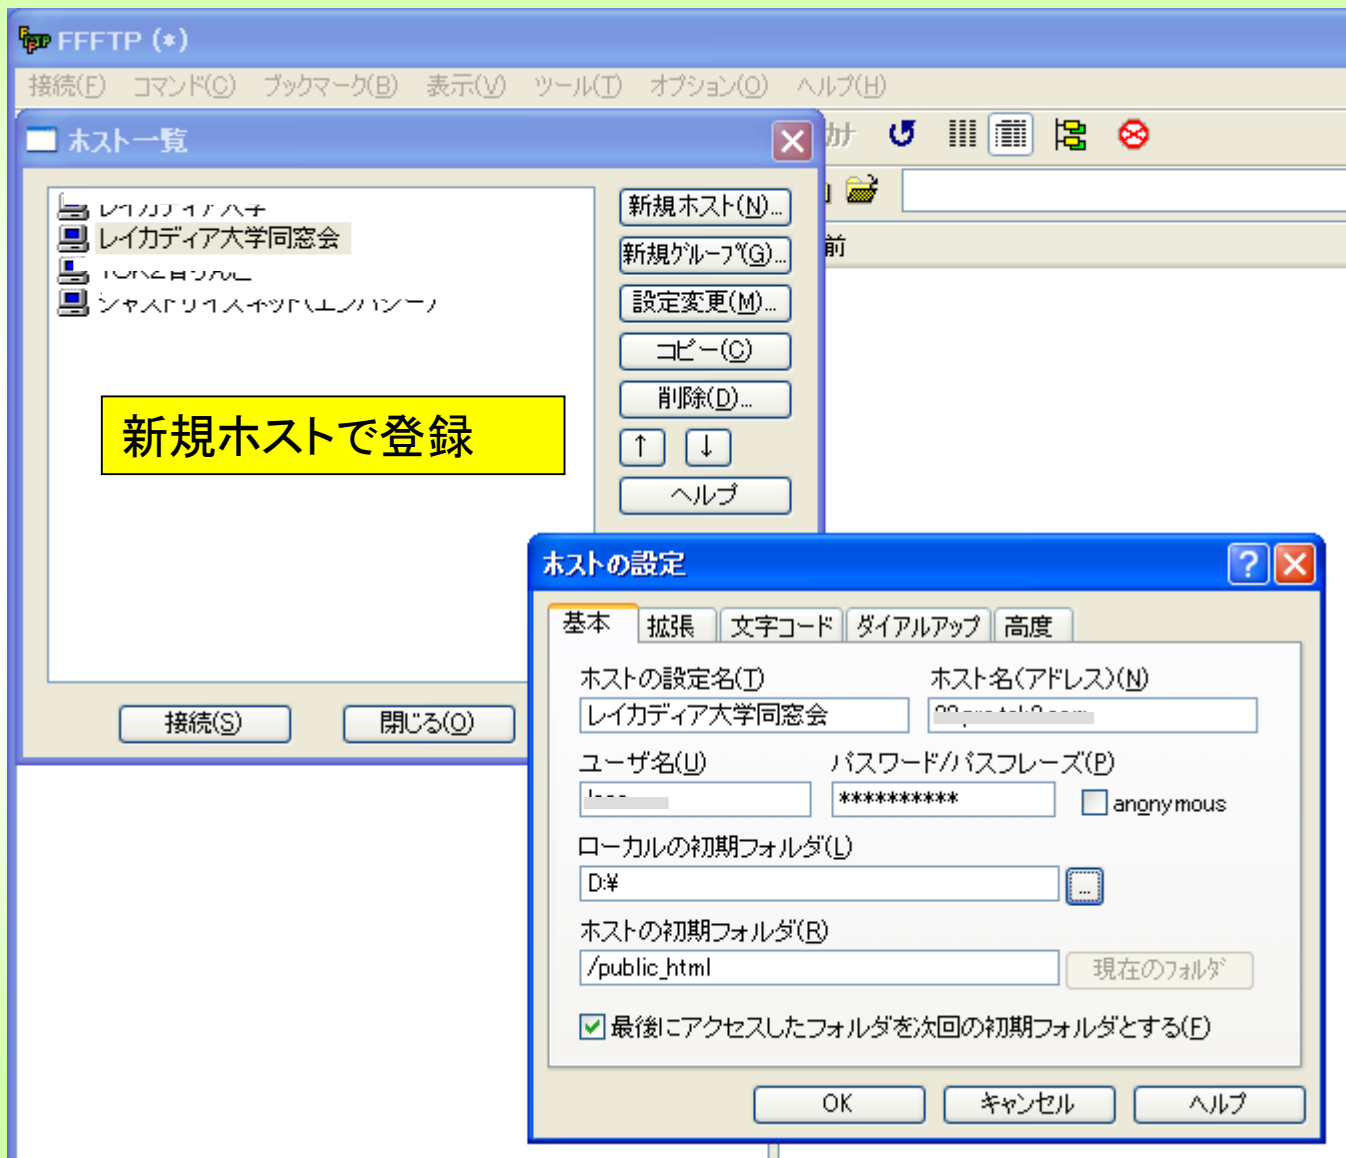 FFFTP (*)
接続(F) コマンド(C) ブックマーク(B) 表示(V) ツール(T) オプション(O) ヘルプ(H)
ホスト一覧
レイカディア大学
レイカディア大学同窓会
新規ホスト(N)...
新規グループ(G)...
設定変更(M)...
コピー(C)
削除(D)...
↑ ↓
ヘルプ
新規ホストで登録
接続(S) 閉じる(O)
カナ
前
ホストの設定
基本 拡張 文字コード ダイアルアップ 高度
ホストの設定名(T) ホスト名(アドレス)(N)
レイカディア大学同窓会
ユーザ名(U) パスワード/パスフレーズ(P)
********** anonymous
ローカルの初期フォルダ(L)
D:¥ ...
ホストの初期フォルダ(R)
/public_html 現在のフォルダ
最後にアクセスしたフォルダを次回の初期フォルダとする(F)
OK キャンセル ヘルプ